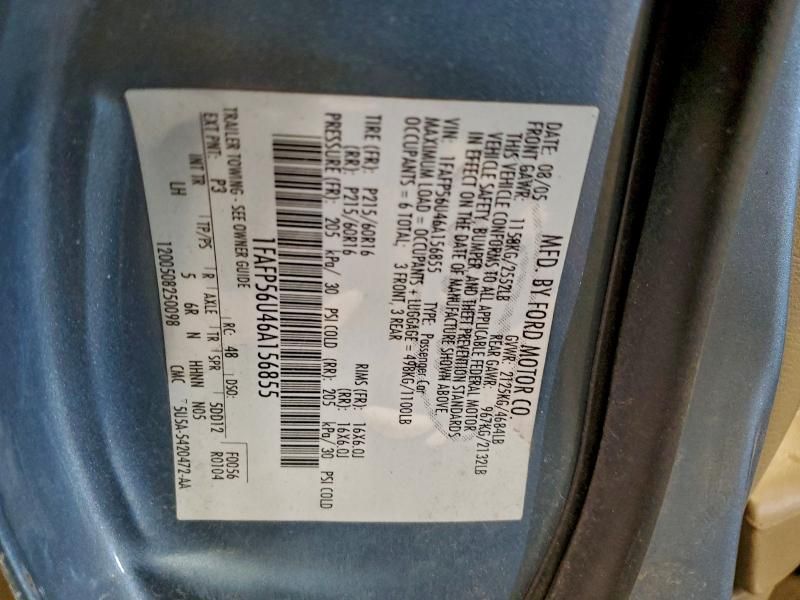 MFD. BY FORD MOTOR CO.
DATE: 08/05 GVWR: 2125KG/4684LB
FRONT GAWR: 1158KG/2552LB REAR GAWR: 967KG/2132LB
THIS VEHICLE CONFORMS TO ALL APPLICABLE FEDERAL MOTOR
VEHICLE SAFETY, BUMPER, AND THEFT PREVENTION STANDARDS
IN EFFECT ON THE DATE OF MANUFACTURE SHOWN ABOVE.
VIN: 1FAFP56U46A156855 TYPE: Passenger Car
MAXIMUM LOAD = OCCUPANTS + LUGGAGE = 498KG/1100LB
OCCUPANTS = 6 TOTAL: 3 FRONT, 3 REAR
TIRE (FR): P215/60R16 RIMS (FR): 16X6.0J
(RR): P215/60R16 (RR): 16X6.0J
PRESSURE (FR): 205 kPa/ 30 PSI COLD (RR): 205 kPa/ 30 PSI COLD
1FAFP56U46A156855
TRAILER TOWING - SEE OWNER GUIDE
EXT PNT: P3 RC: 48 DSO: F0056
R0104
INT TR TP/PS R AXLE TR SPR 5DD12
LH 5 6R N HHNN N05
1200508250098 CMC 5U5A-5420472-AA